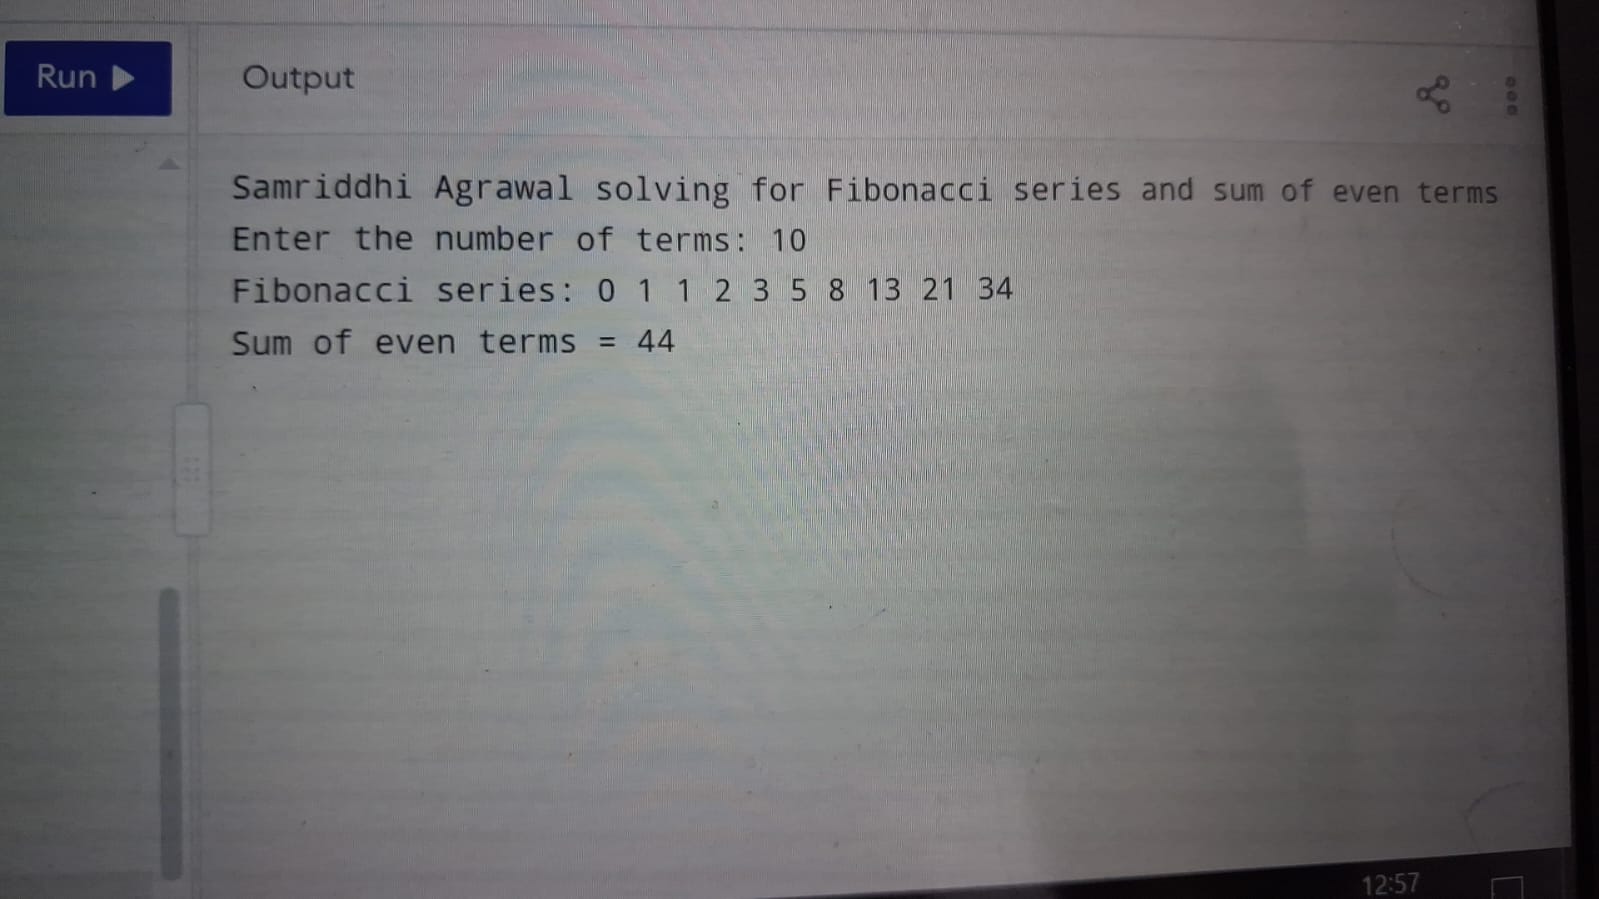 Run
Output
Samriddhi Agrawal solving for Fibonacci series and sum of even terms
Enter the number of terms: 10
Fibonacci series: 0 1 1 2 3 5 8 13 21 34
Sum of even terms = 44
12:57